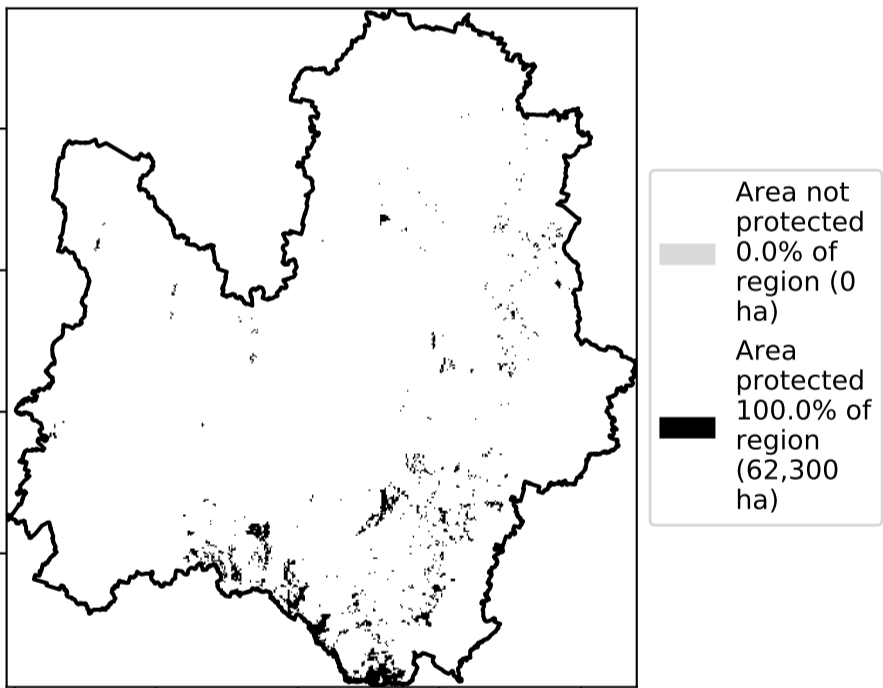 Area not
protected
0.0% of
region (0
ha)
Area
protected
100.0% of
region
(62,300
ha)